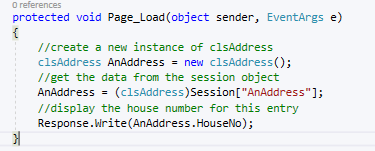 0 references
protected void Page_Load(object sender, EventArgs e)
{
//create a new instance of clsAddress
clsAddress AnAddress = new clsAddress();
//get the data from the session object
AnAddress = (clsAddress)Session["AnAddress"];
//display the house number for this entry
Response.Write(AnAddress.HouseNo);
}